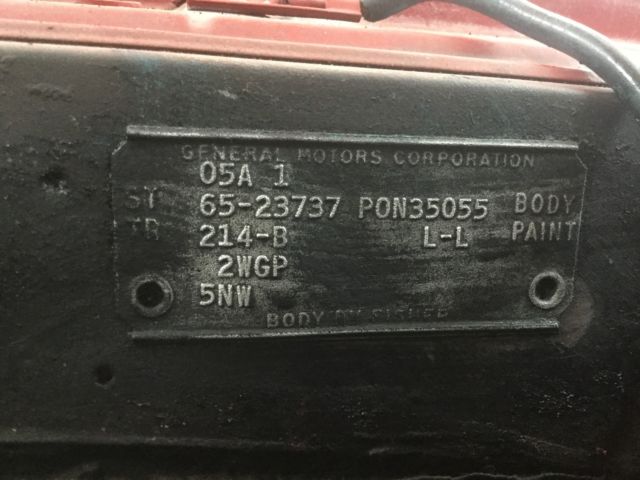 GENERAL MOTORS CORPORATION
05A 1
ST 65-23737 PON35055 BODY
TR 214-B L-L PAINT
2WGP
5NW
BODY BY FISHER